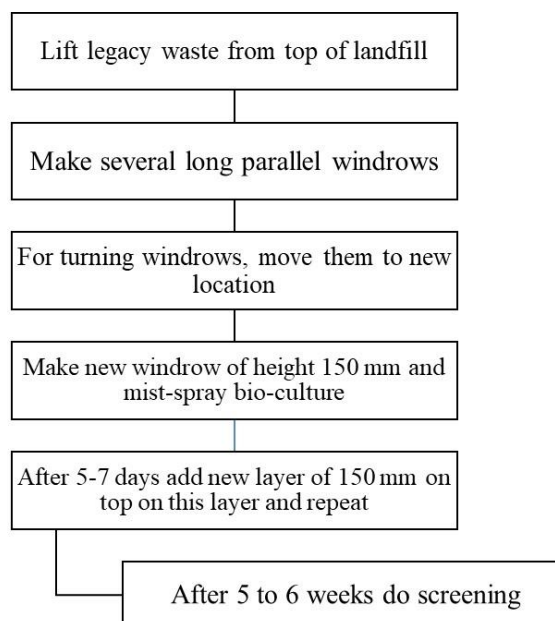 Lift legacy waste from top of landfill
Make several long parallel windrows
For turning windrows, move them to new
location
Make new windrow of height 150 mm and
mist-spray bio-culture
After 5-7 days add new layer of 150 mm on
top on this layer and repeat
After 5 to 6 weeks do screening